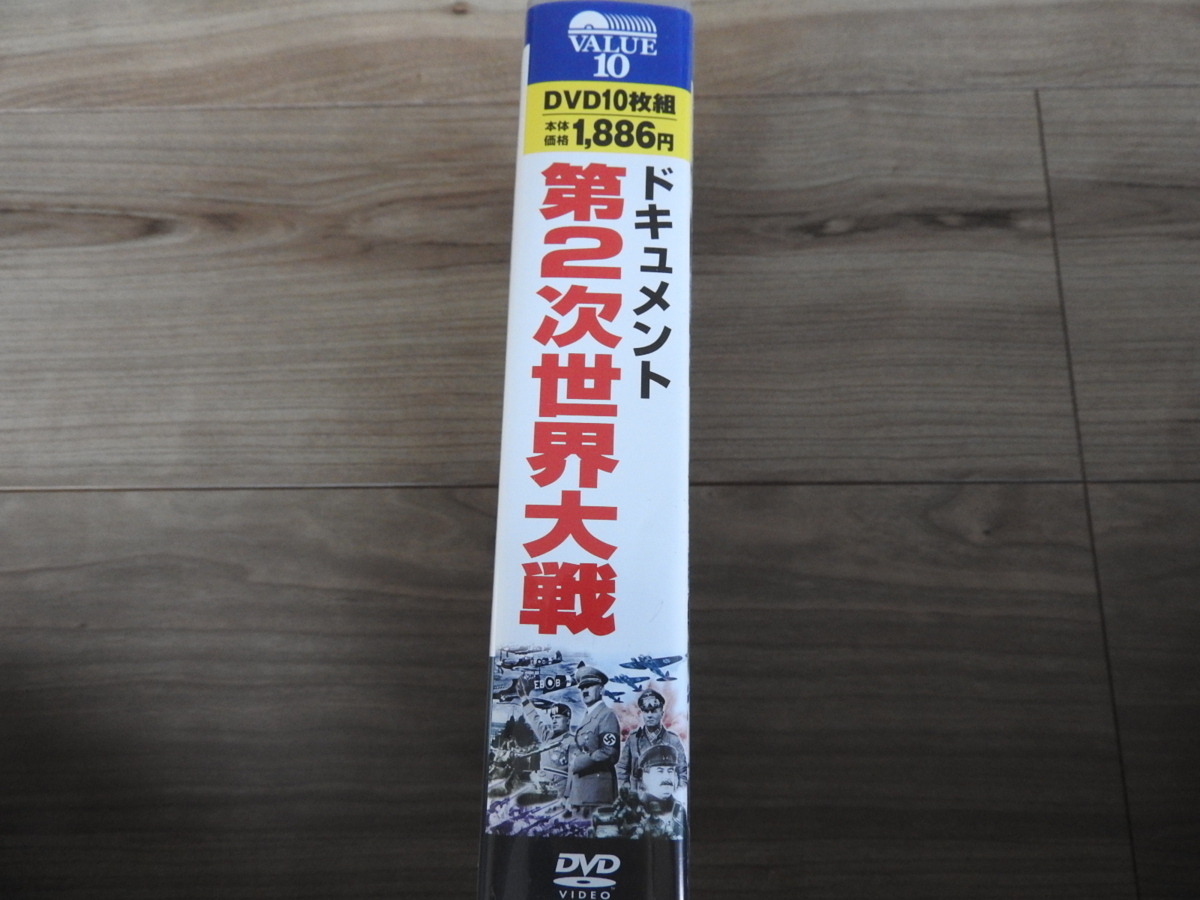 VALUE
10
DVD10枚組
本体
価格
1,886円
ドキュメント
第2次世界大戦
EB B
DVD
VIDEO